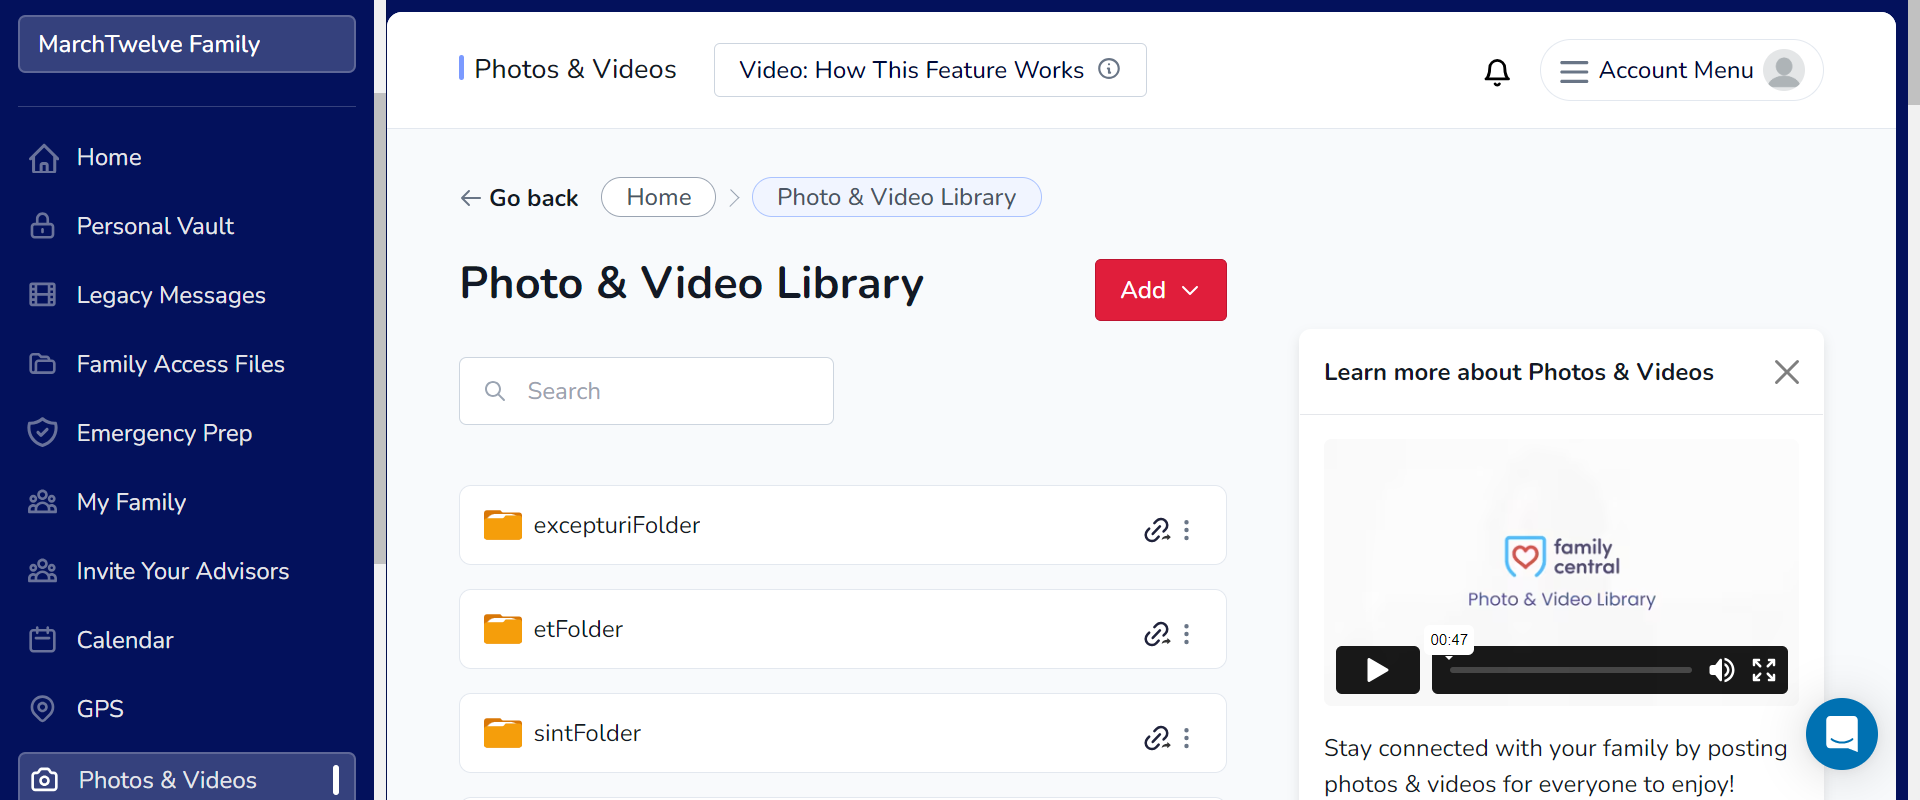 MarchTwelve Family
Home
Personal Vault
Legacy Messages
Family Access Files
Emergency Prep
My Family
Invite Your Advisors
Calendar
GPS
Photos & Videos
Photos & Videos
Video: How This Feature Works
Account Menu
Go back
Home
Photo & Video Library
Photo & Video Library
Add
Search
excepturiFolder
etFolder
sintFolder
Learn more about Photos & Videos
family
central
Photo & Video Library
00:47
Stay connected with your family by posting
photos & videos for everyone to enjoy!